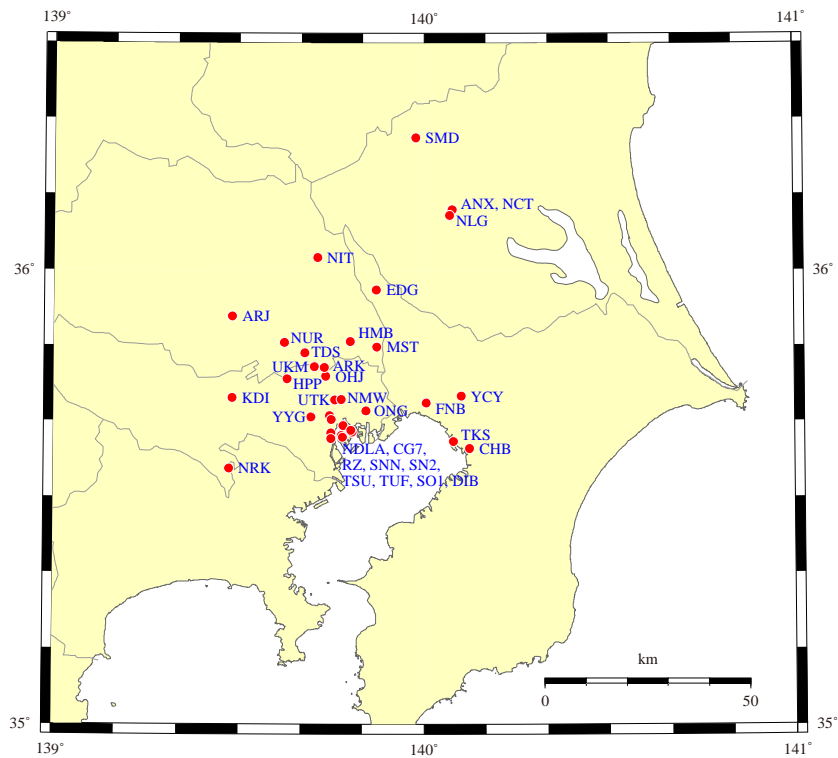 139°
140°
141°
SMD
ANX, NCT
NLG
NIT
36°
36°
EDG
ARJ
HMB
NUR
MST
TDS
UKM
ARK
OHJ
HPP
KDI
UTK
NMW
YCY
FNB
ONG
YYG
TKS
NDLA, CG7,
CHB
RZ, SNN, SN2,
NRK
TSU, TUF, SO1, DIB
km
0
50
35°
35°
139°
140°
141°